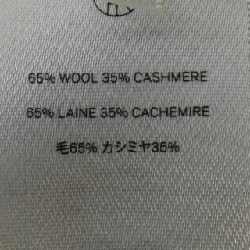 65% WOOL 35% CASHMERE
65% LAINE 35% CACHEMIRE
毛65% カシミヤ35%